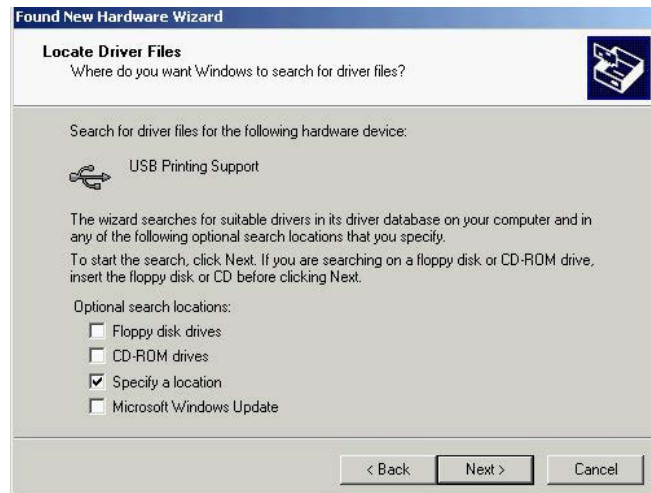 Found New Hardware Wizard
Locate Driver Files
Where do you want Windows to search for driver files?
Search for driver files for the following hardware device:
USB Printing Support
The wizard searches for suitable drivers in its driver database on your computer and in
any of the following optional search locations that you specify.
To start the search, click Next. If you are searching on a floppy disk or CD-ROM drive,
insert the floppy disk or CD before clicking Next.
Optional search locations:
Floppy disk drives
CD-ROM drives
Specify a location
Microsoft Windows Update
< Back Next > Cancel